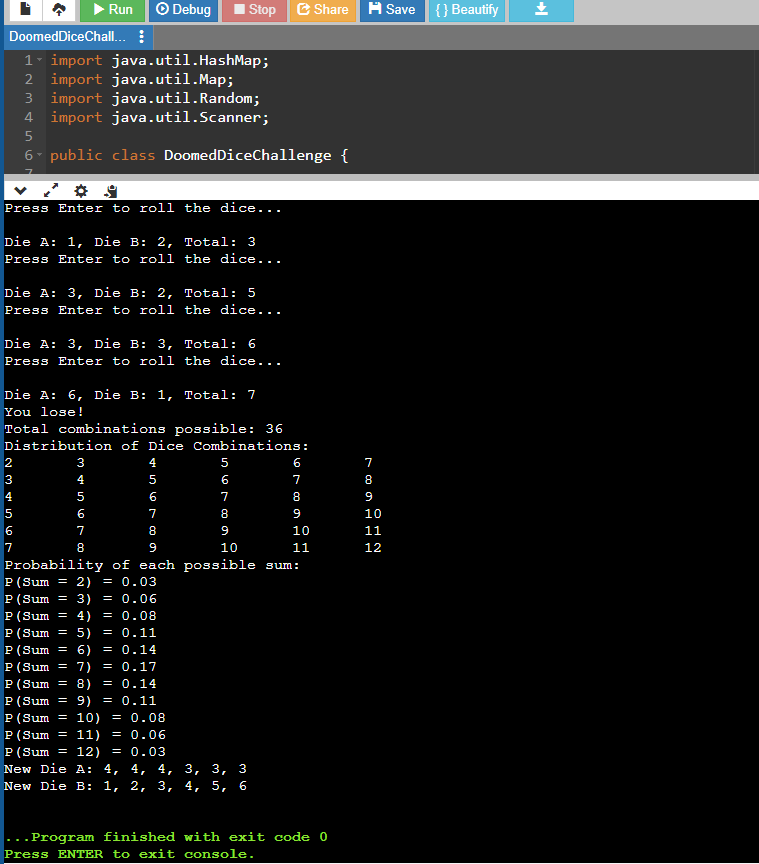 Run Debug Stop Share Save {} Beautify
DoomedDiceChall...
1 import java.util.HashMap;
2 import java.util.Map;
3 import java.util.Random;
4 import java.util.Scanner;
5
6 public class DoomedDiceChallenge {
7
Press Enter to roll the dice...
Die A: 1, Die B: 2, Total: 3
Press Enter to roll the dice...
Die A: 3, Die B: 2, Total: 5
Press Enter to roll the dice...
Die A: 3, Die B: 3, Total: 6
Press Enter to roll the dice...
Die A: 6, Die B: 1, Total: 7
You lose!
Total combinations possible: 36
Distribution of Dice Combinations:
2 3 4 5 6 7
3 4 5 6 7 8
4 5 6 7 8 9
5 6 7 8 9 10
6 7 8 9 10 11
7 8 9 10 11 12
Probability of each possible sum:
P(Sum = 2) = 0.03
P(Sum = 3) = 0.06
P(Sum = 4) = 0.08
P(Sum = 5) = 0.11
P(Sum = 6) = 0.14
P(Sum = 7) = 0.17
P(Sum = 8) = 0.14
P(Sum = 9) = 0.11
P(Sum = 10) = 0.08
P(Sum = 11) = 0.06
P(Sum = 12) = 0.03
New Die A: 4, 4, 4, 3, 3, 3
New Die B: 1, 2, 3, 4, 5, 6
...Program finished with exit code 0
Press ENTER to exit console.